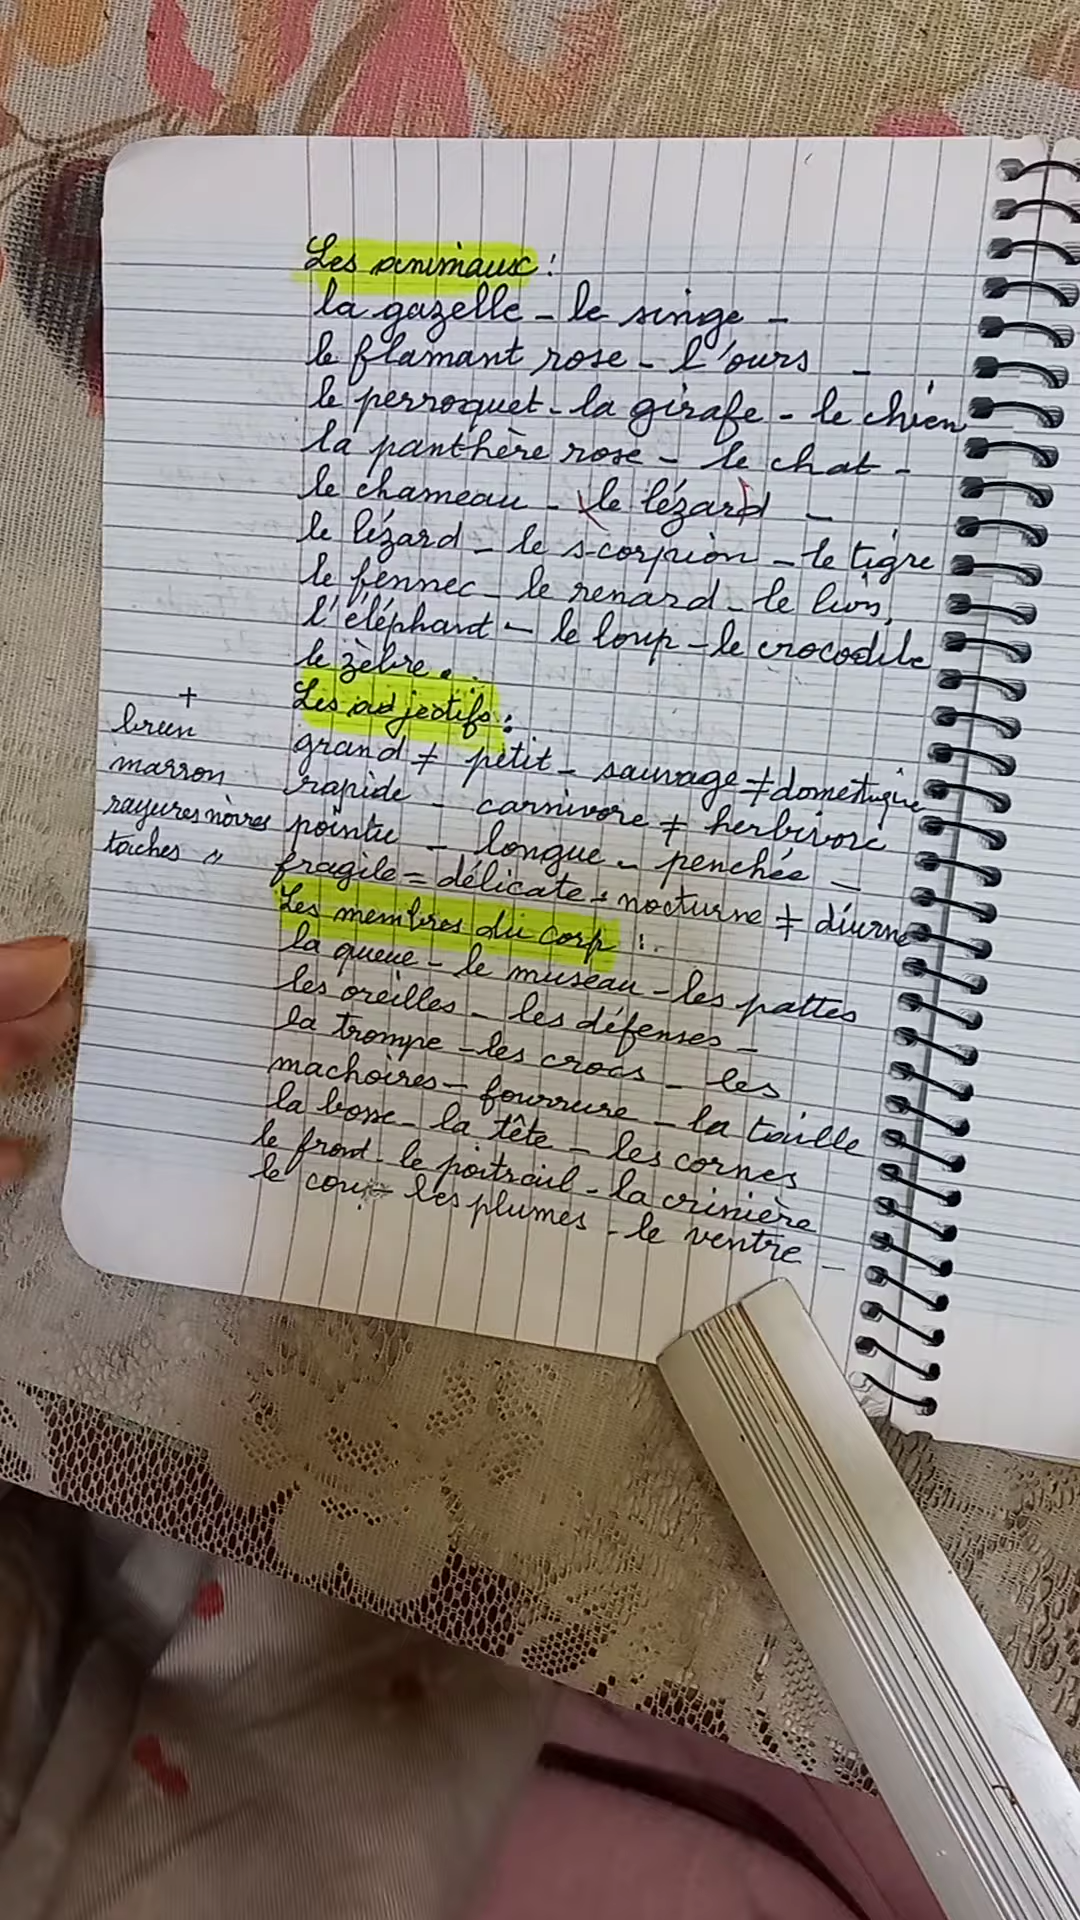 Les animaux :
la gazelle - le singe -
le flamant rose - l'ours -
le perroquet - la girafe - le chien
la panthère rose - le chat -
le chameau - (le lézard) -
le lézard - le scorpion - le tigre
le fennec - le renard - le lion,
l'éléphant - le loup - le crocodile
le zèbre.
Les adjectifs :
grand ≠ petit - sauvage ≠ domestique
rapide - carnivore ≠ herbivore
pointu - longue - penchée -
fragile = délicate - nocturne ≠ diurne
+
brun
marron
rayures noires
taches "
Les membres du corp :
la queue - le museau - les pattes
les oreilles - les défenses -
la trompe - les crocs - les
machoires - fourrure - la taille
la bosse - la tête - les cornes
le front - le poitrail - la crinière
le cou - les plumes - le ventre -